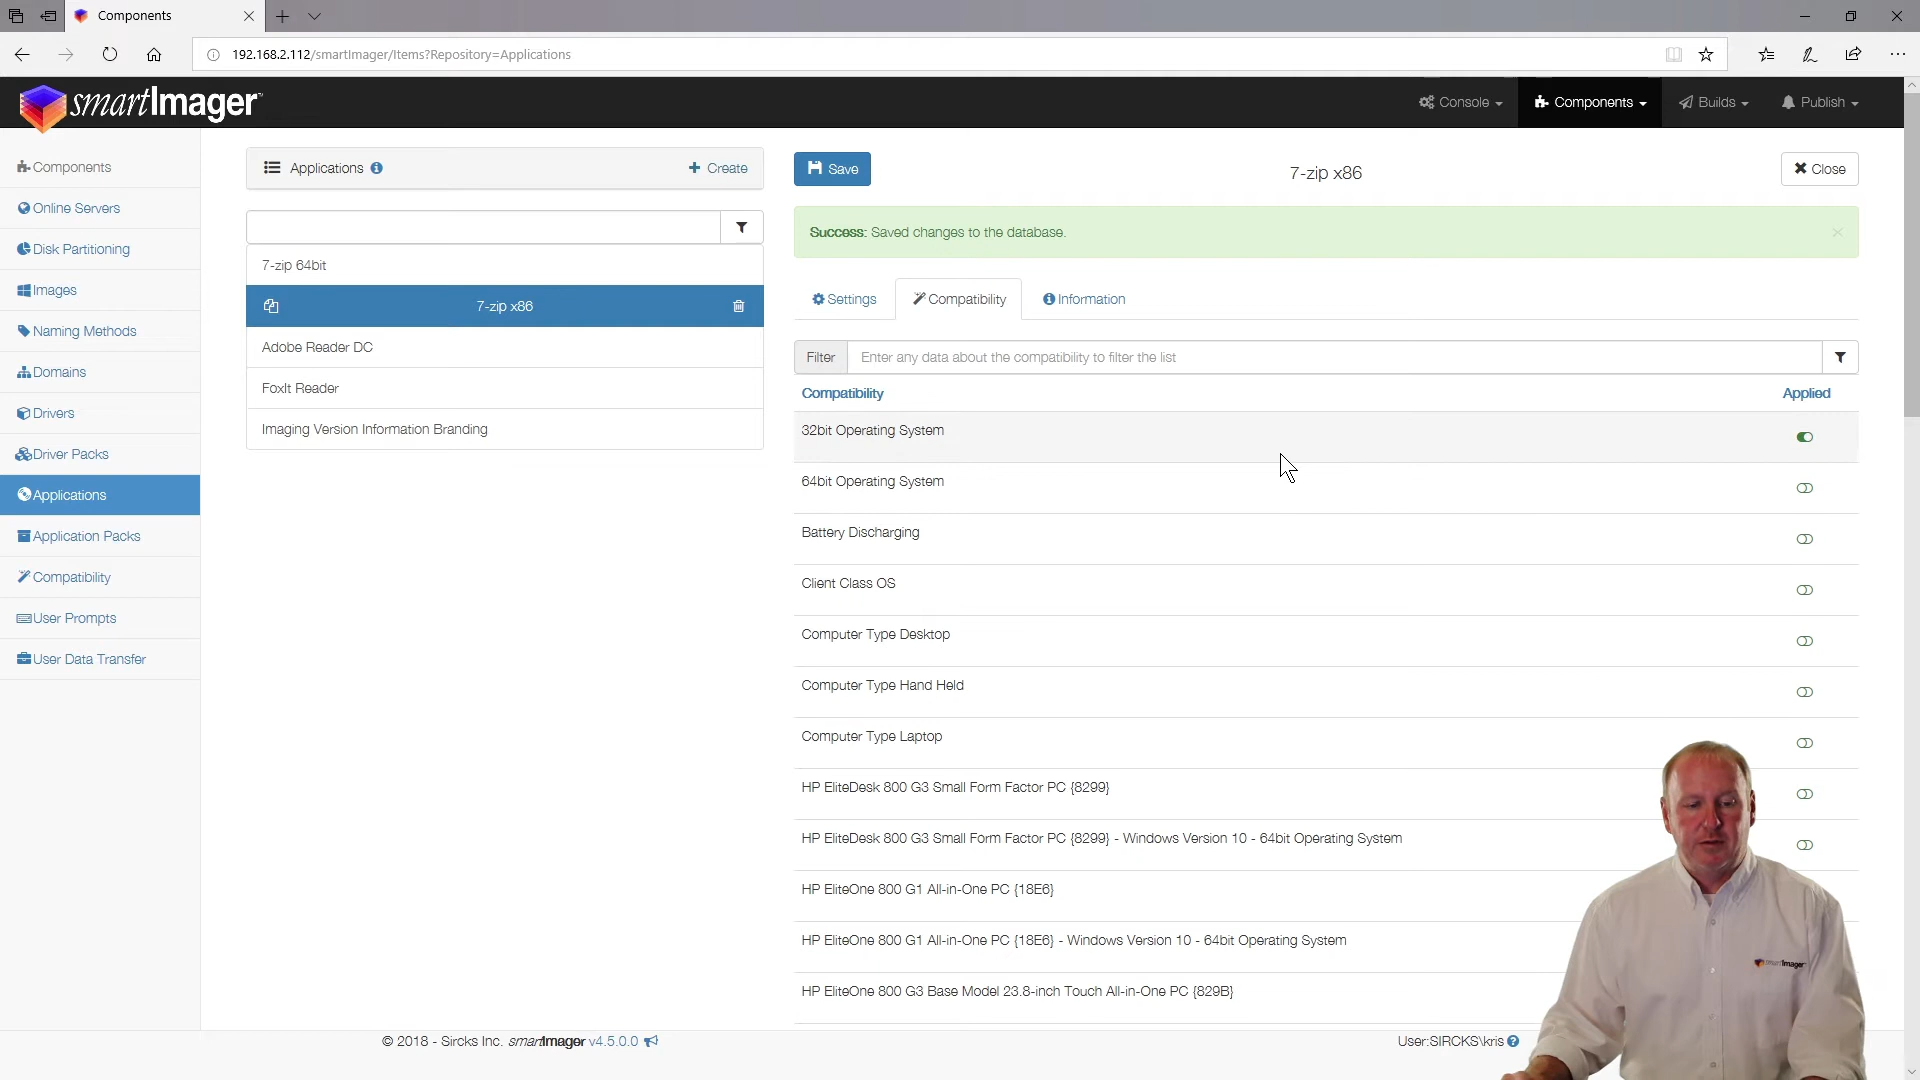 Components
192.168.2.112/smartImager/Items?Repository=Applications
smartImager
Console
Components
Builds
Publish
Components
Online Servers
Disk Partitioning
Images
Naming Methods
Domains
Drivers
Driver Packs
Applications
Application Packs
Compatibility
User Prompts
User Data Transfer
Applications
Create
7-zip 64bit
7-zip x86
Adobe Reader DC
FoxIt Reader
Imaging Version Information Branding
Save
7-zip x86
Close
Success: Saved changes to the database.
Settings
Compatibility
Information
Filter
Enter any data about the compatibility to filter the list
Compatibility
Applied
32bit Operating System
64bit Operating System
Battery Discharging
Client Class OS
Computer Type Desktop
Computer Type Hand Held
Computer Type Laptop
HP EliteDesk 800 G3 Small Form Factor PC {8299}
HP EliteDesk 800 G3 Small Form Factor PC {8299} - Windows Version 10 - 64bit Operating System
HP EliteOne 800 G1 All-in-One PC {18E6}
HP EliteOne 800 G1 All-in-One PC {18E6} - Windows Version 10 - 64bit Operating System
HP EliteOne 800 G3 Base Model 23.8-inch Touch All-in-One PC {829B}
smartImager
© 2018 - Sircks Inc. smartImager v4.5.0.0
User:SIRCKS\kris